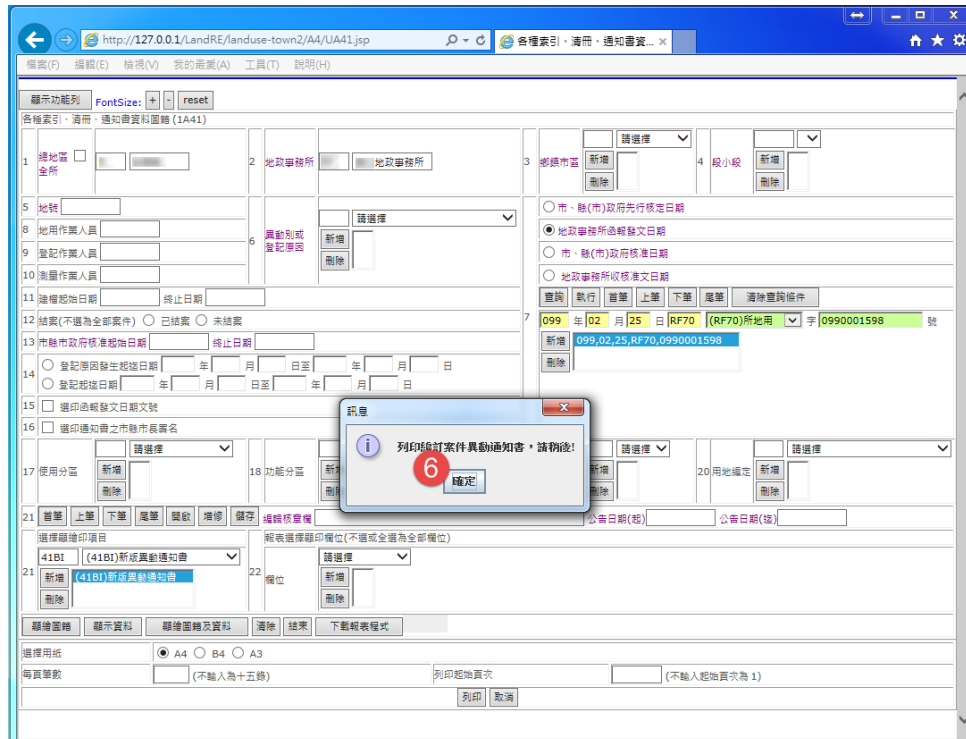 http://127.0.0.1/LandRE/landuse-town2/A4/UA41.jsp
各種索引、清冊、通知書資...
檔案(F) 編輯(E) 檢視(V) 我的最愛(A) 工具(T) 說明(H)
顯示功能列 FontSize: + - reset
各種索引、清冊、通知書資料圖籍 (1A41)
1 總地區 全所
2 地政事務所 地政事務所
3 鄉鎮市區 請選擇 新增 刪除
4 段小段 新增 刪除
5 地號
8 地用作業人員
9 登記作業人員
10 測量作業人員
6 異動別或登記原因 請選擇 新增 刪除
7
市、縣(市)政府先行核定日期
地政事務所函報發文日期
市、縣(市)政府核准日期
地政事務所收核准文日期
查詢 執行 首筆 上筆 下筆 尾筆 清除查詢條件
099 年 02 月 25 日 RF70 (RF70)所地用 字 0990001598 號
新增 099,02,25,RF70,0990001598
刪除
11 建檔起始日期 終止日期
12 結案(不選為全部案件) 已結案 未結案
13 市縣市政府核准起始日期 終止日期
14 登記原因發生起迄日期 年 月 日至 年 月 日
登記起迄日期 年 月 日至 年 月 日
15 選印函報發文日期文號
16 選印通知書之市縣市長署名
訊息
列印編訂案件異動通知書，請稍後!
6
確定
17 使用分區 請選擇 新增 刪除
18 功能分區
請選擇 新增 刪除
20 用地編定 請選擇 新增 刪除
21 首筆 上筆 下筆 尾筆 開啟 增修 儲存 編輯核章欄 公告日期(起) 公告日期(迄)
選擇顯繪印項目 報表選擇顯印欄位(不選或全選為全部欄位)
21 41BI (41BI)新版異動通知書
新增 (41BI)新版異動通知書
刪除
22 欄位 請選擇 新增 刪除
顯繪圖籍 顯示資料 顯繪圖籍及資料 清除 結束 下載報表程式
選擇用紙 A4 B4 A3
每頁筆數 (不輸入為十五錄) 列印起始頁次 (不輸入起始頁次為 1)
列印 取消